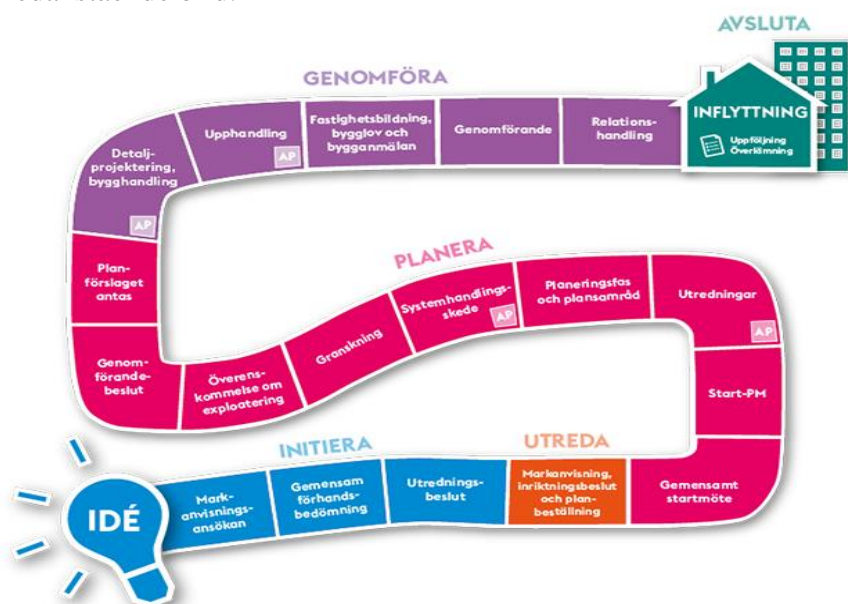 AVSLUTA
GENOMFÖRA
INFLYTTNING
Uppföljning
Överlämning
Relations-
handling
Genomförande
Fastighetsbildning,
bygglov och
bygganmälan
Upphandling
AP
Detalj-
projektering,
bygghandling
AP
Plan-
förslaget
antas
Genom-
förande-
beslut
Överens-
kommelse om
exploatering
Granskning
PLANERA
Systemhandlings-
skede
AP
Planeringsfas
och plansamråd
Utredningar
AP
Start-PM
Gemensamt
startmöte
UTREDA
Markanvisning,
inriktningsbeslut
och plan-
beställning
INITIERA
Utrednings-
beslut
Gemensam
förhands-
bedömning
Mark-
anvisnings-
ansökan
IDÉ